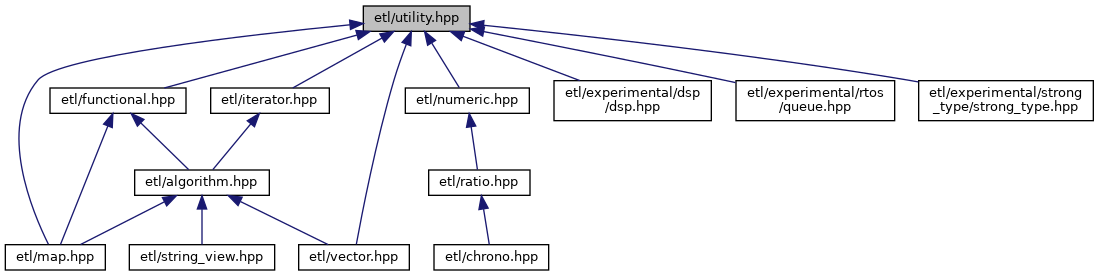 etl/utility.hpp
etl/functional.hpp
etl/iterator.hpp
etl/numeric.hpp
etl/experimental/dsp
/dsp.hpp
etl/experimental/rtos
/queue.hpp
etl/experimental/strong
_type/strong_type.hpp
etl/algorithm.hpp
etl/ratio.hpp
etl/map.hpp
etl/string_view.hpp
etl/vector.hpp
etl/chrono.hpp